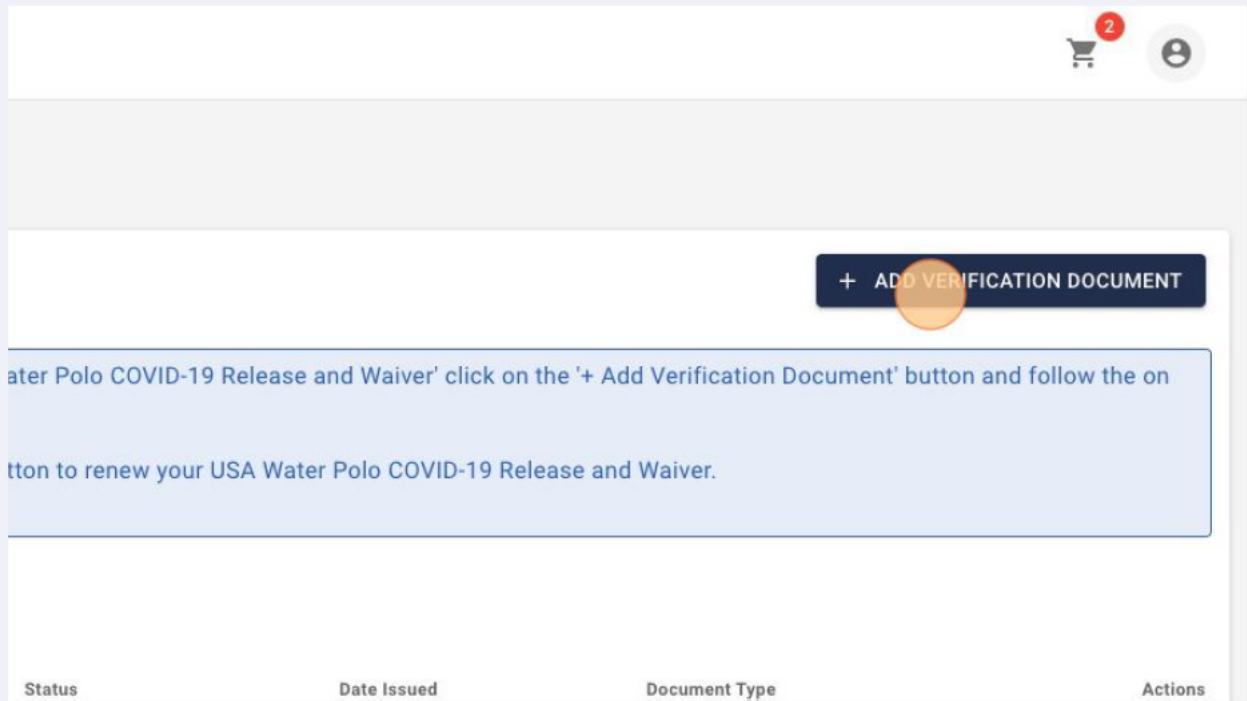 2
+ ADD VERIFICATION DOCUMENT
ater Polo COVID-19 Release and Waiver' click on the '+ Add Verification Document' button and follow the on
tton to renew your USA Water Polo COVID-19 Release and Waiver.
Status Date Issued Document Type Actions